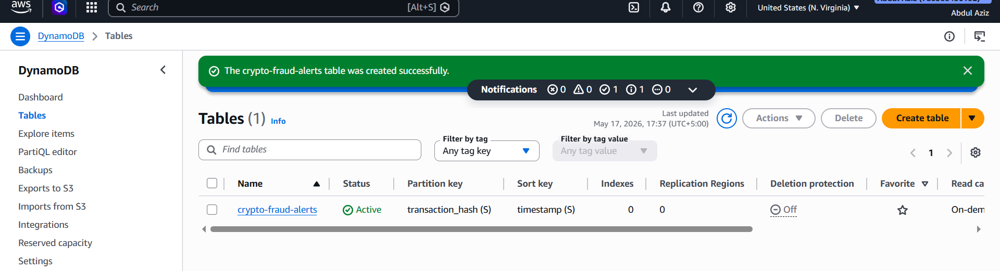 aws
Search
[Alt+S]
United States (N. Virginia)
Abdul Aziz
DynamoDB
Tables
DynamoDB
Dashboard
Tables
Explore items
PartiQL editor
Backups
Exports to S3
Imports from S3
Integrations
Reserved capacity
Settings
The crypto-fraud-alerts table was created successfully.
Notifications 0 0 1 1 0
Tables (1) Info
Last updated
May 17, 2026, 17:37 (UTC+5:00)
Actions
Delete
Create table
Find tables
Filter by tag
Any tag key
Filter by tag value
Any tag value
1
Name Status Partition key Sort key Indexes Replication Regions Deletion protection Favorite Read ca
crypto-fraud-alerts Active transaction_hash (S) timestamp (S) 0 0 Off On-dem